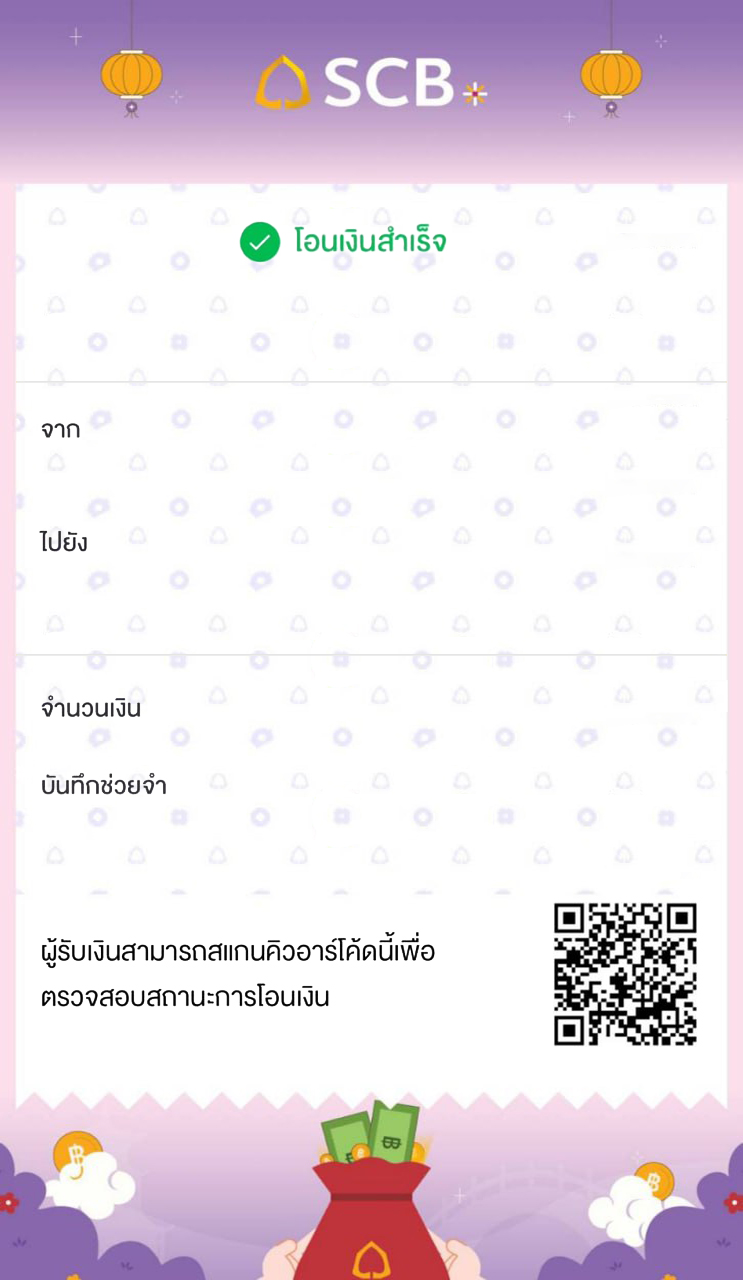 SCB
โอนเงินสำเร็จ
จาก
ไปยัง
จำนวนเงิน
บันทึกช่วยจำ
ผู้รับเงินสามารถสแกนคิวอาร์โค้ดนี้เพื่อ
ตรวจสอบสถานะการโอนเงิน